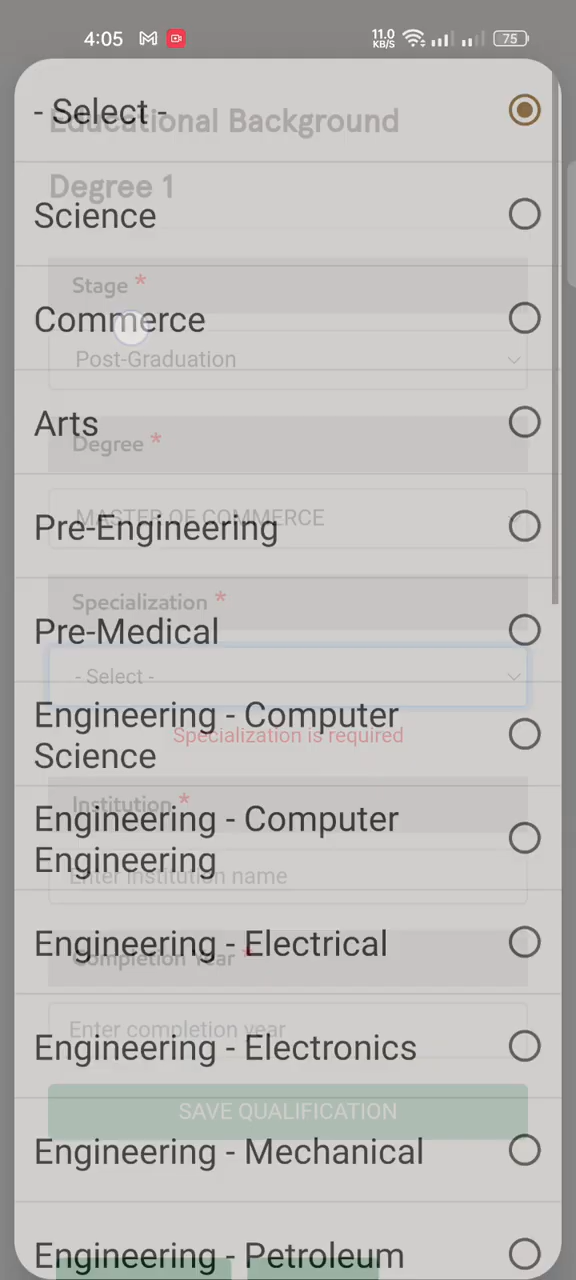 4:05
11.0
KB/S
75
- Select -
Educational Background
Degree 1
Science
Stage *
Commerce
Post-Graduation
Arts
Degree *
MASTER OF COMMERCE
Pre-Engineering
Specialization *
Pre-Medical
- Select -
Engineering - Computer
Science
Specialization is required
Institution *
Engineering - Computer
Engineering
Enter institution name
Engineering - Electrical
Completion Year *
Enter completion year
Engineering - Electronics
SAVE QUALIFICATION
Engineering - Mechanical
Engineering - Petroleum